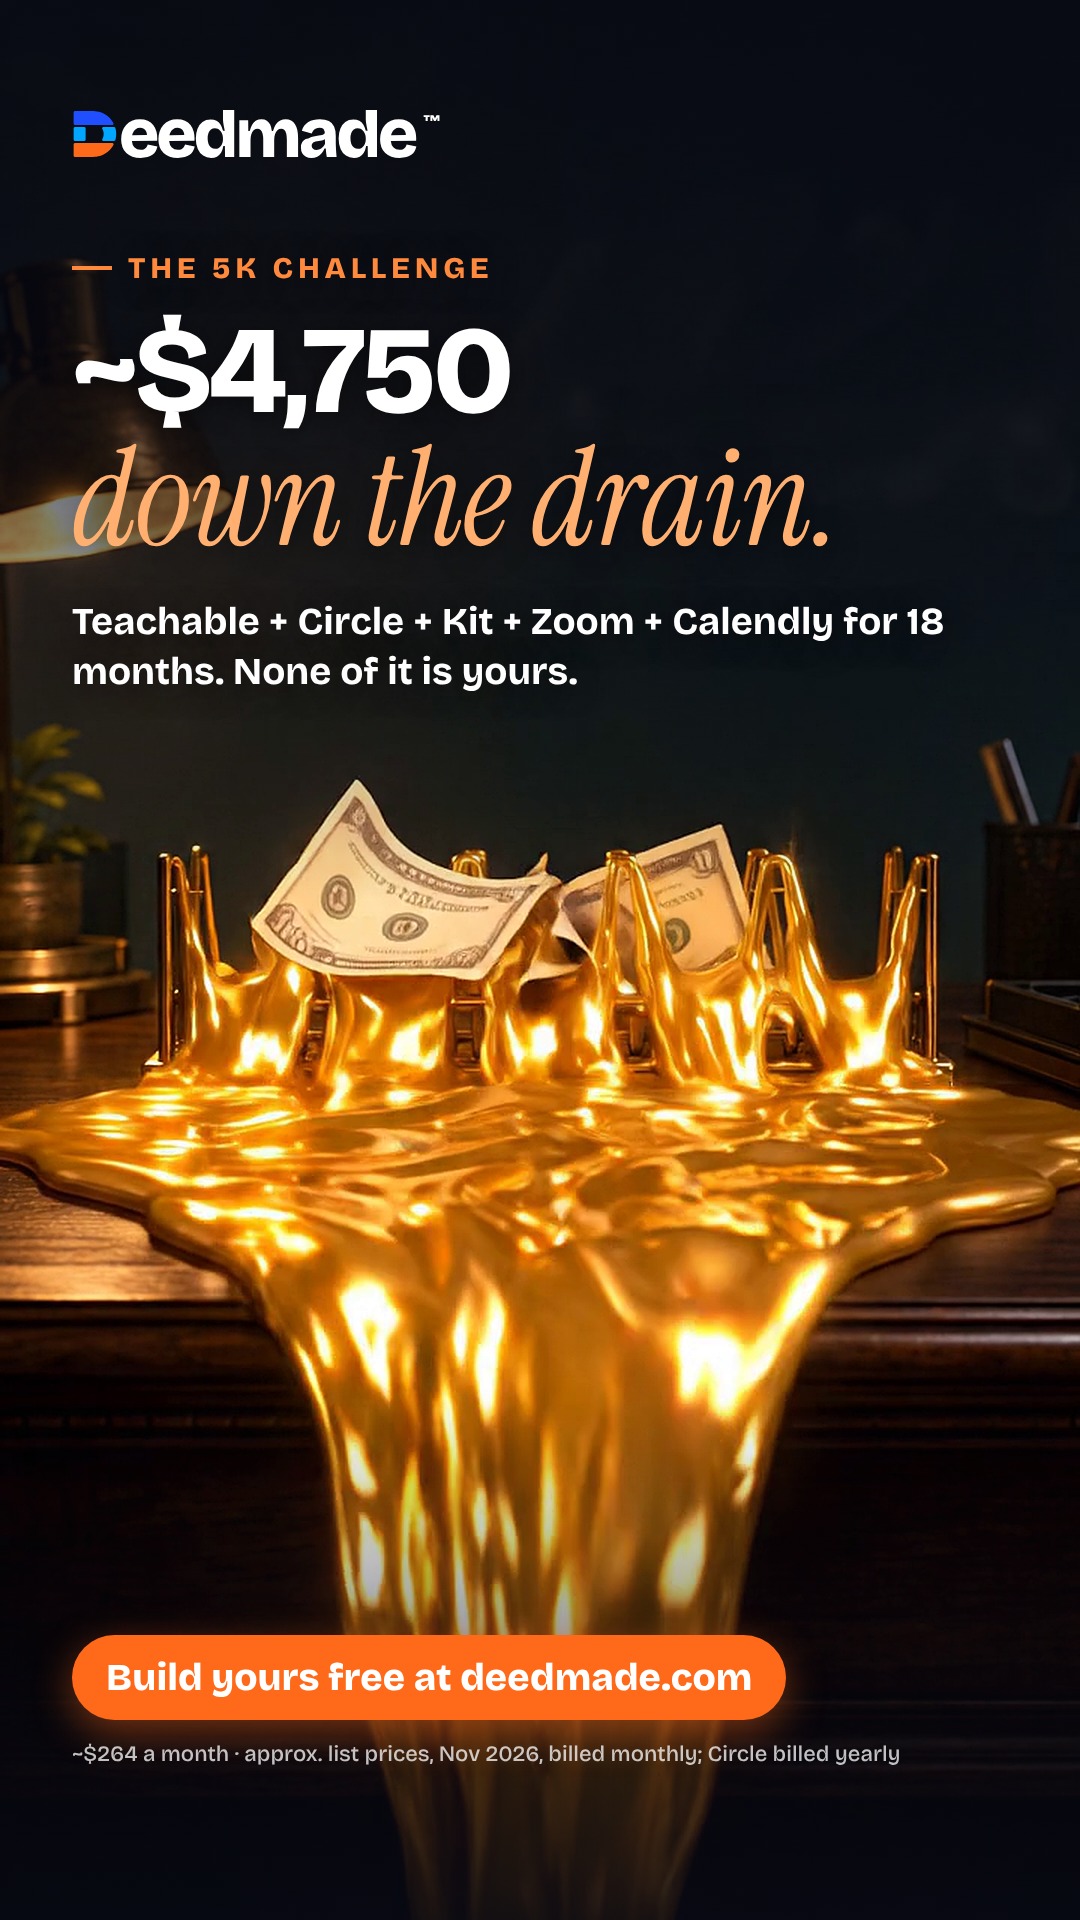 Deedmade™
THE 5K CHALLENGE
~$4,750
down the drain.
Teachable + Circle + Kit + Zoom + Calendly for 18
months. None of it is yours.
Build yours free at deedmade.com
~$264 a month · approx. list prices, Nov 2026, billed monthly; Circle billed yearly